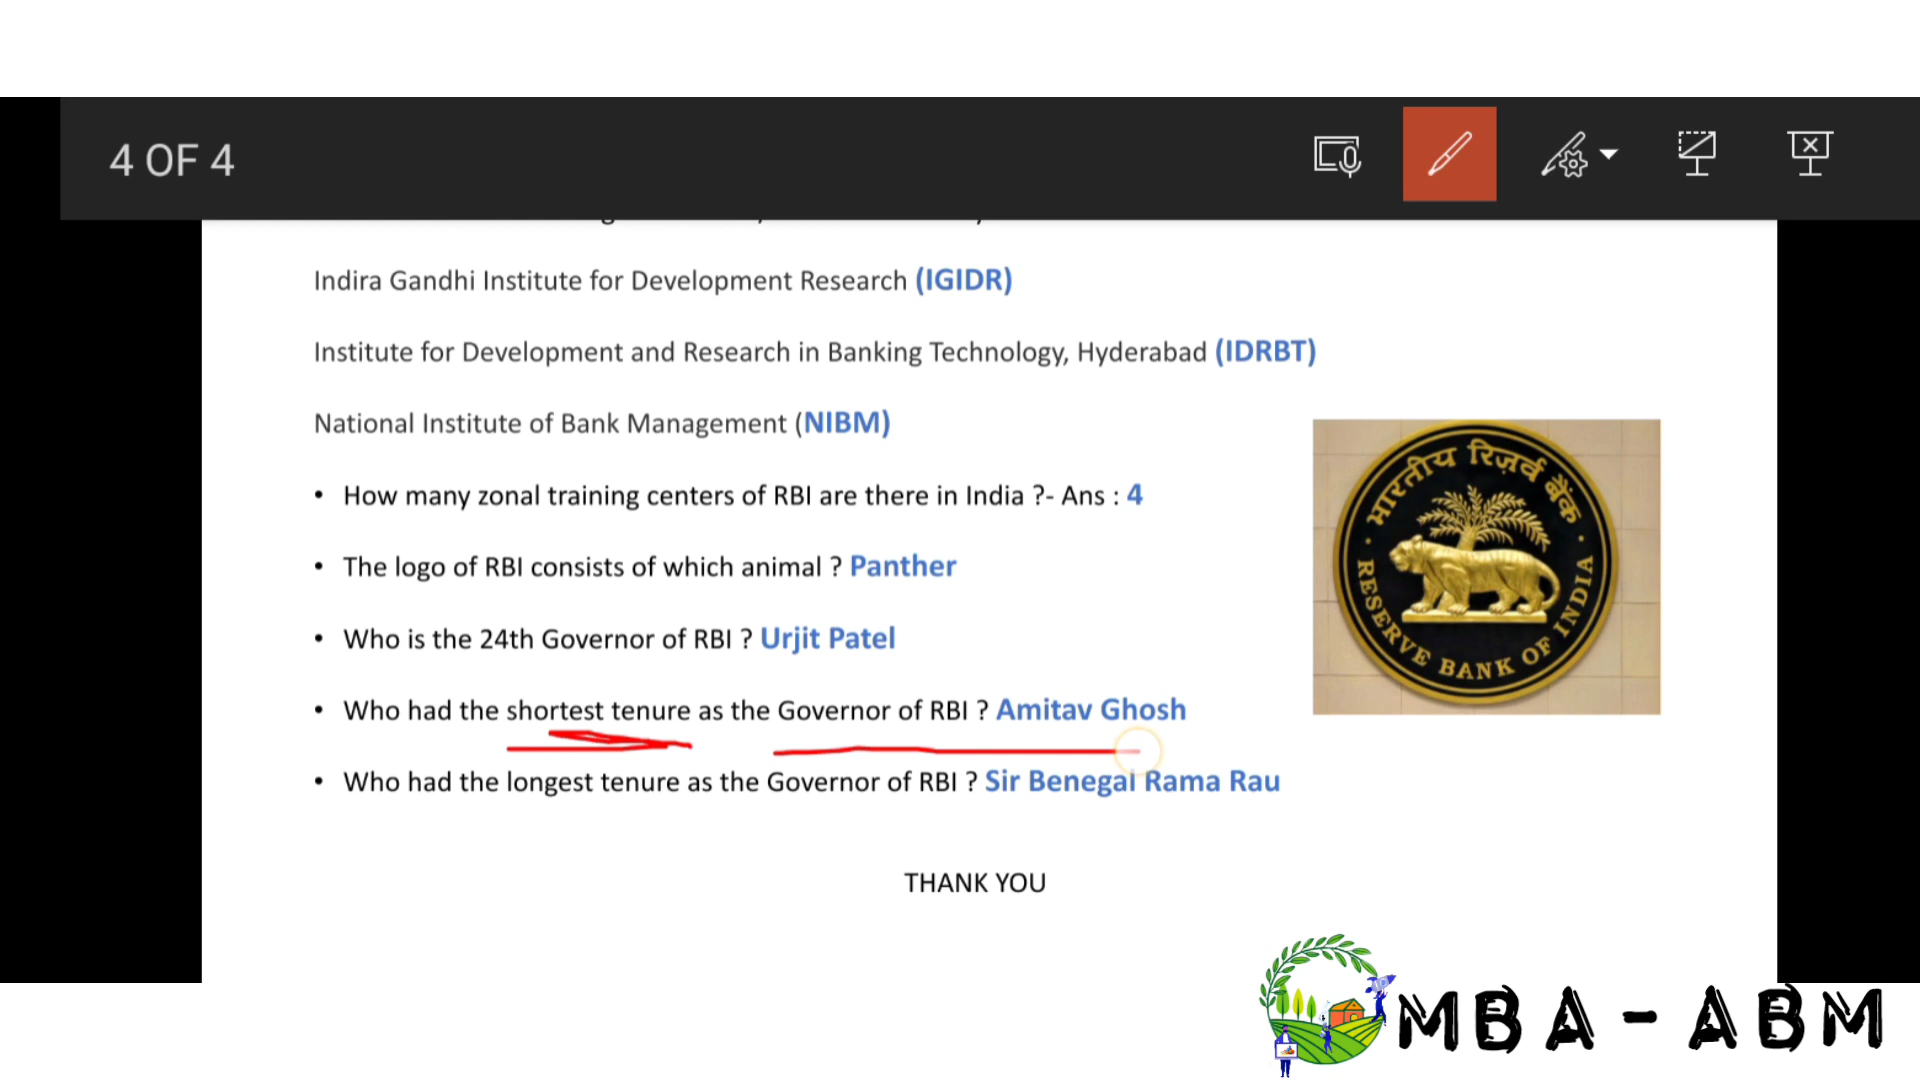 4 OF 4
Indira Gandhi Institute for Development Research (IGIDR)
Institute for Development and Research in Banking Technology, Hyderabad (IDRBT)
National Institute of Bank Management (NIBM)
• How many zonal training centers of RBI are there in India ?- Ans : 4
• The logo of RBI consists of which animal ? Panther
• Who is the 24th Governor of RBI ? Urjit Patel
• Who had the shortest tenure as the Governor of RBI ? Amitav Ghosh
• Who had the longest tenure as the Governor of RBI ? Sir Benegal Rama Rau
THANK YOU
भारतीय रिज़र्व बैंक
RESERVE BANK OF INDIA
MBA-ABM